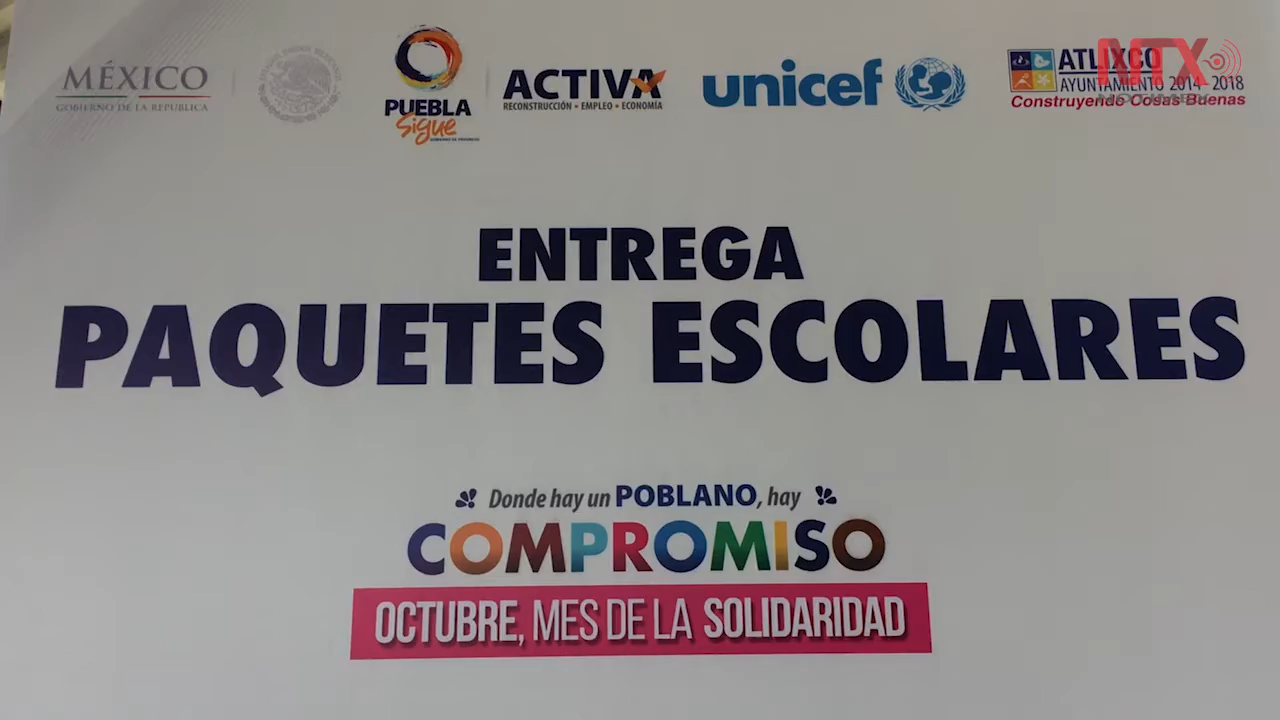 MÉXICO
GOBIERNO DE LA REPÚBLICA
PUEBLA
Sigue
ACTIVA
RECONSTRUCCIÓN • EMPLEO • ECONOMÍA
unicef
ATLIXCO
AYUNTAMIENTO 2014 - 2018
Construyendo Cosas Buenas
NTX
ENTREGA
PAQUETES ESCOLARES
Donde hay un POBLANO, hay
COMPROMISO
OCTUBRE, MES DE LA SOLIDARIDAD